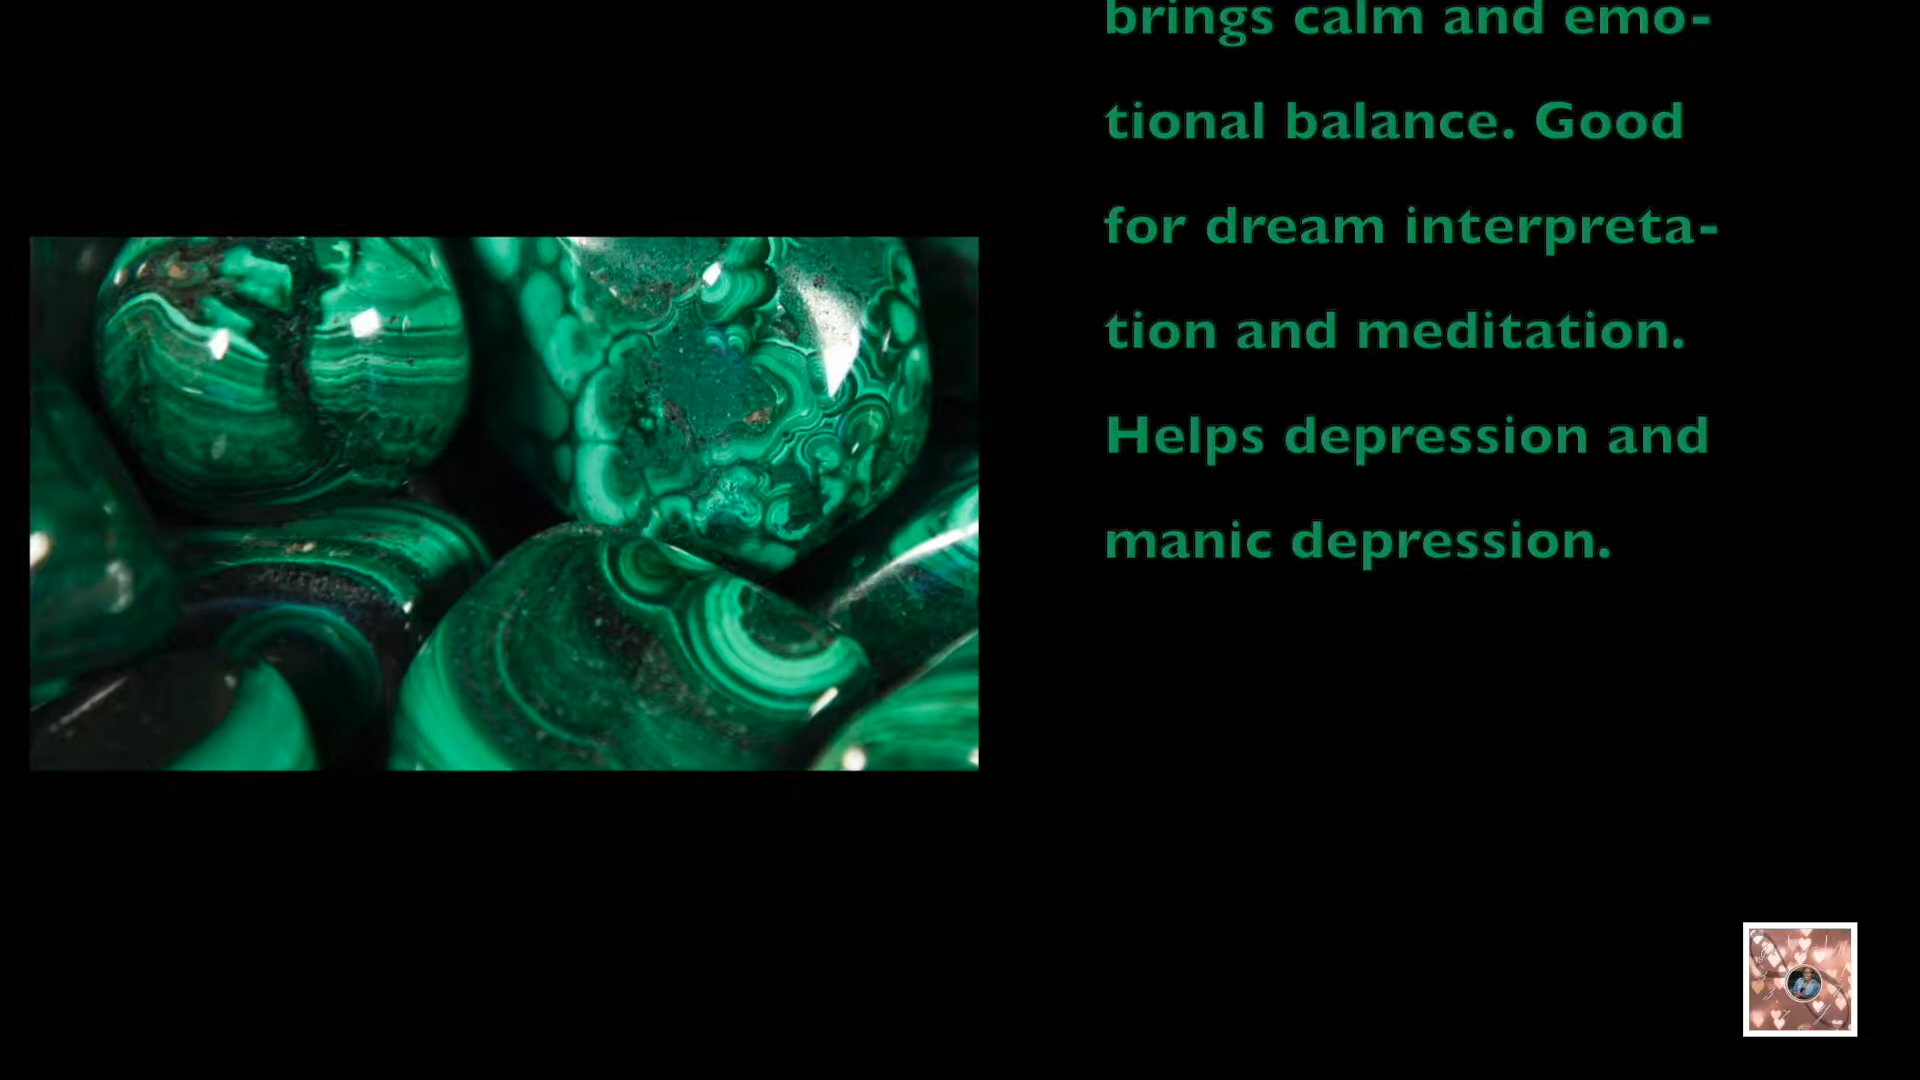 brings calm and emo-
tional balance. Good
for dream interpreta-
tion and meditation.
Helps depression and
manic depression.